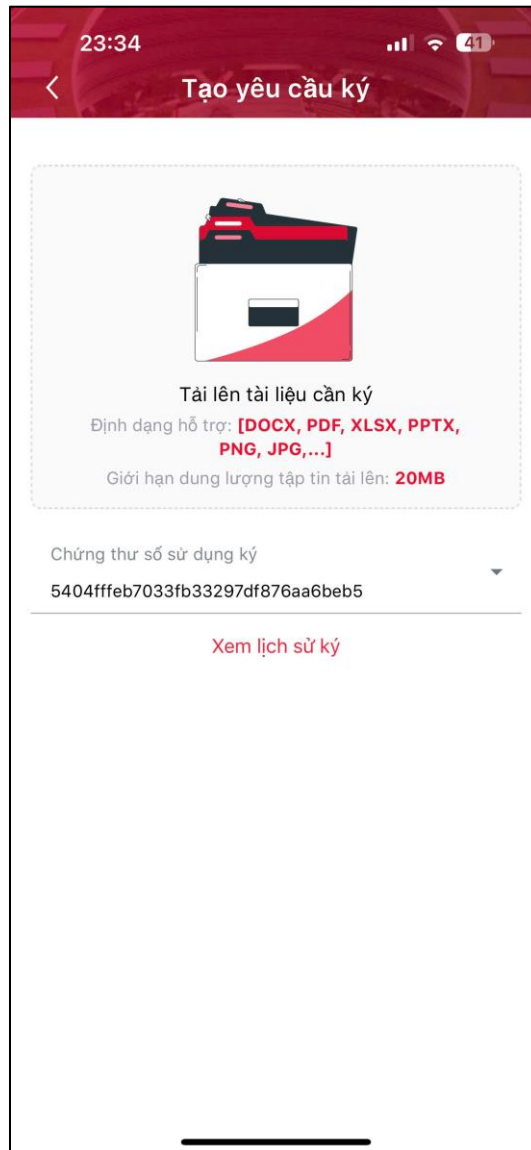 23:34
41
Tạo yêu cầu ký
Tải lên tài liệu cần ký
Định dạng hỗ trợ: [DOCX, PDF, XLSX, PPTX,
PNG, JPG,...]
Giới hạn dung lượng tập tin tải lên: 20MB
Chứng thư số sử dụng ký
5404fffeb7033fb33297df876aa6beb5
Xem lịch sử ký